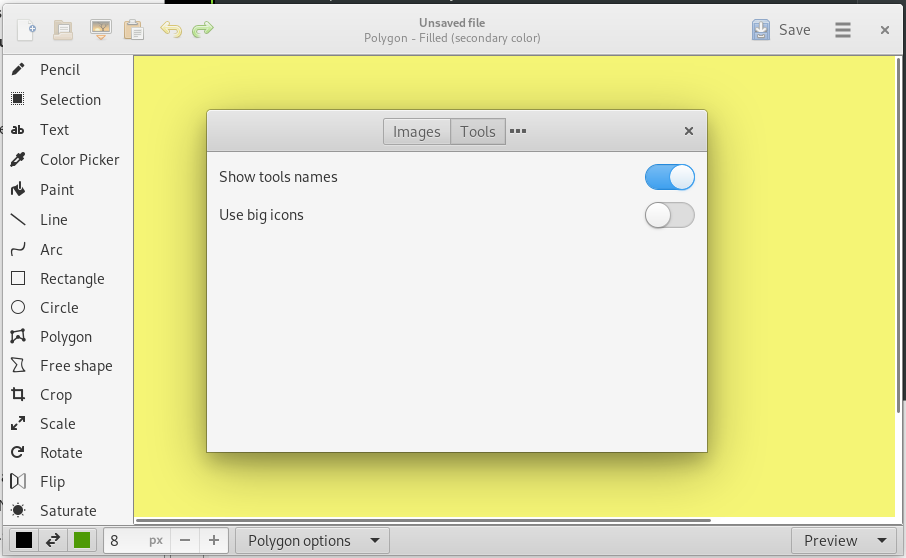 Unsaved file
Polygon - Filled (secondary color)
Save
Pencil
Selection
Text
Color Picker
Paint
Line
Arc
Rectangle
Circle
Polygon
Free shape
Crop
Scale
Rotate
Flip
Saturate
Images Tools
Show tools names
Use big icons
8 px
Polygon options
Preview